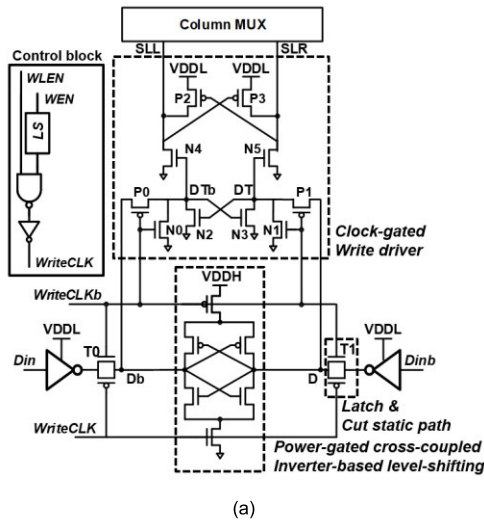 Column MUX
SLL
SLR
Control block
WLEN
WEN
LS
WriteCLK
VDDL
VDDL
P2
P3
N4
N5
P0
DTb
DT
P1
N0
N2
N3
N1
Clock-gated
Write driver
WriteCLKb
VDDH
VDDL
T0
T1
VDDL
Din
Db
D
Dinb
Latch &
Cut static path
WriteCLK
Power-gated cross-coupled
Inverter-based level-shifting
(a)